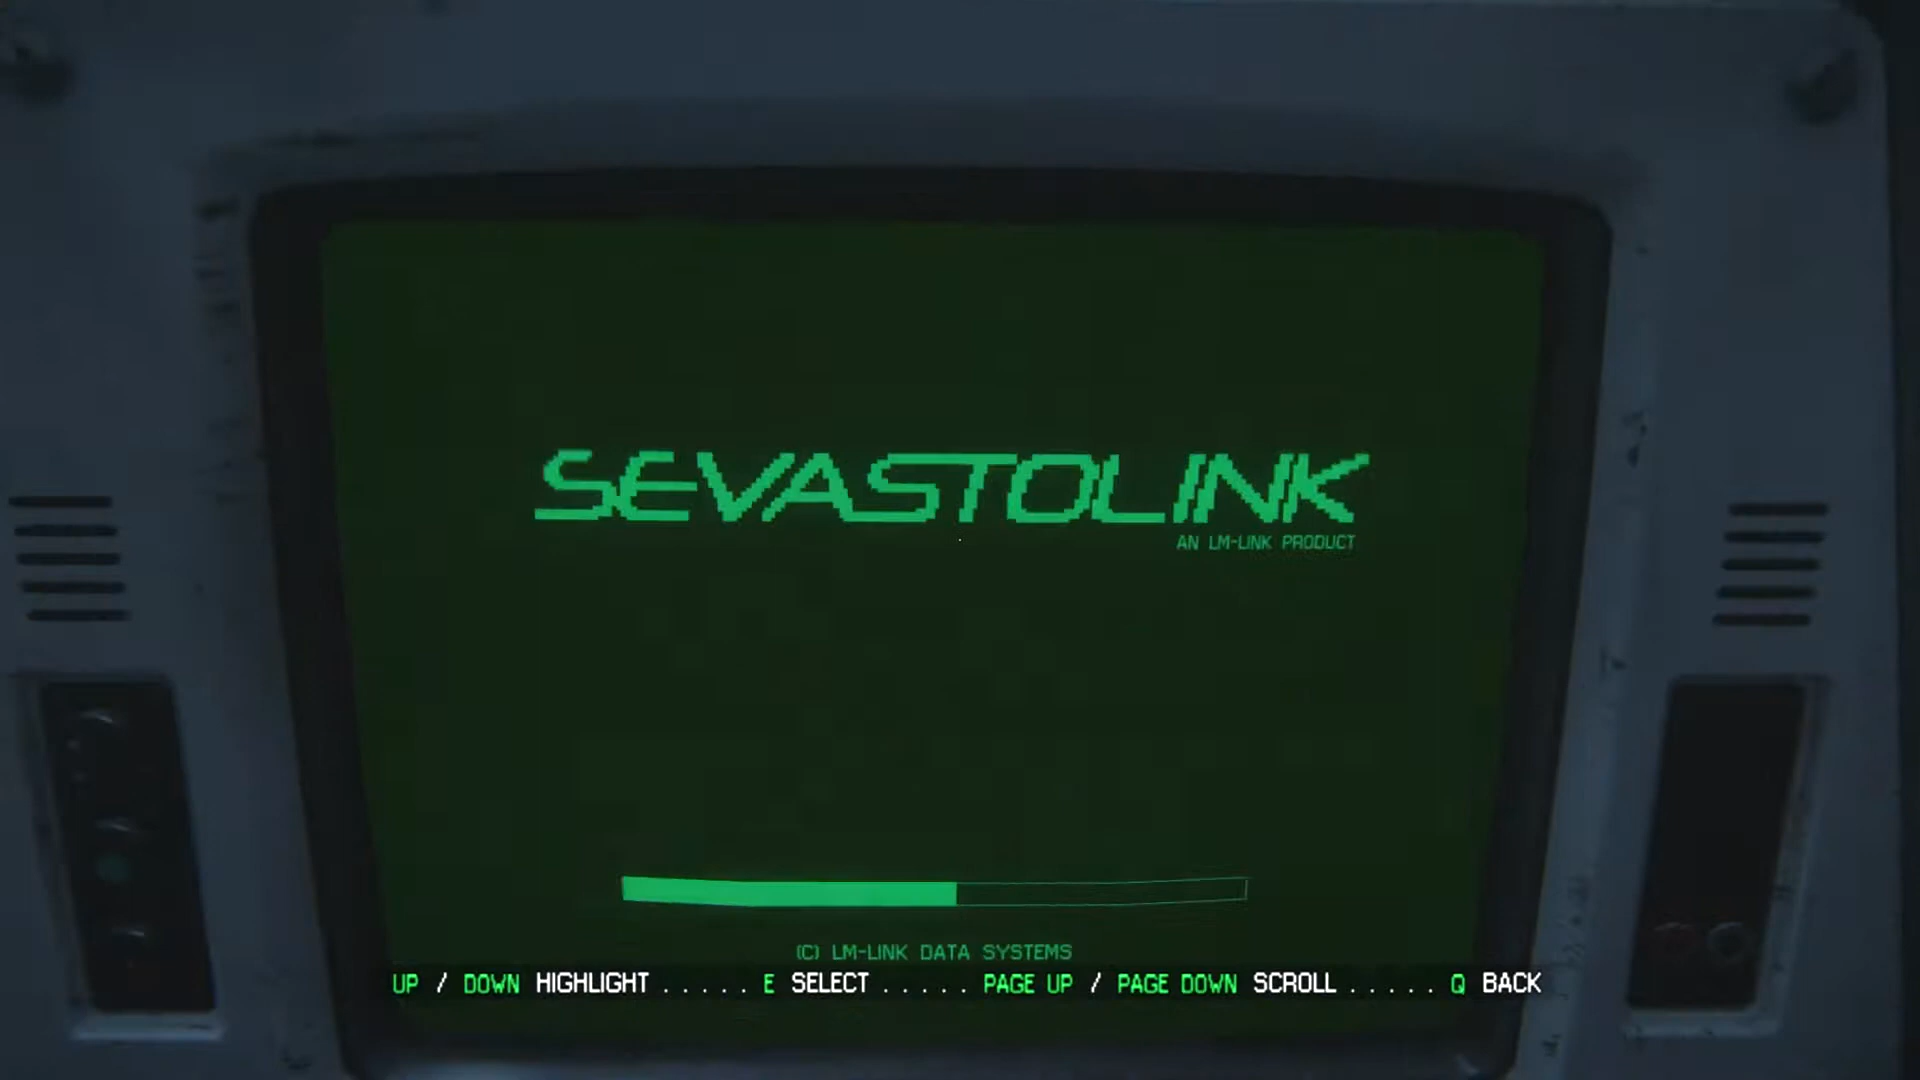 SEVASTOLINK
AN LM-LINK PRODUCT
(C) LM-LINK DATA SYSTEMS
UP / DOWN HIGHLIGHT ..... E SELECT ..... PAGE UP / PAGE DOWN SCROLL ..... Q BACK